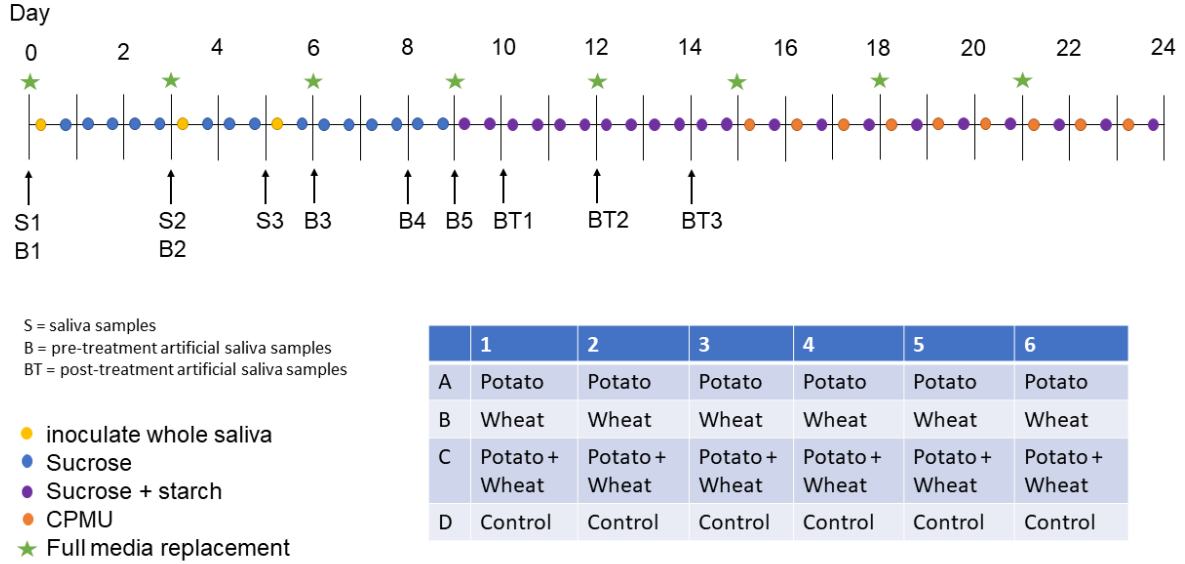 Day
0 2 4 6 8 10 12 14 16 18 20 22 24
S1 S2 S3 B3 B4 B5 BT1 BT2 BT3
B1 B2
S = saliva samples
B = pre-treatment artificial saliva samples
BT = post-treatment artificial saliva samples
inoculate whole saliva
Sucrose
Sucrose + starch
CPMU
Full media replacement
1 2 3 4 5 6
A Potato Potato Potato Potato Potato Potato
B Wheat Wheat Wheat Wheat Wheat Wheat
C Potato + Potato + Potato + Potato + Potato + Potato +
Wheat Wheat Wheat Wheat Wheat Wheat
D Control Control Control Control Control Control